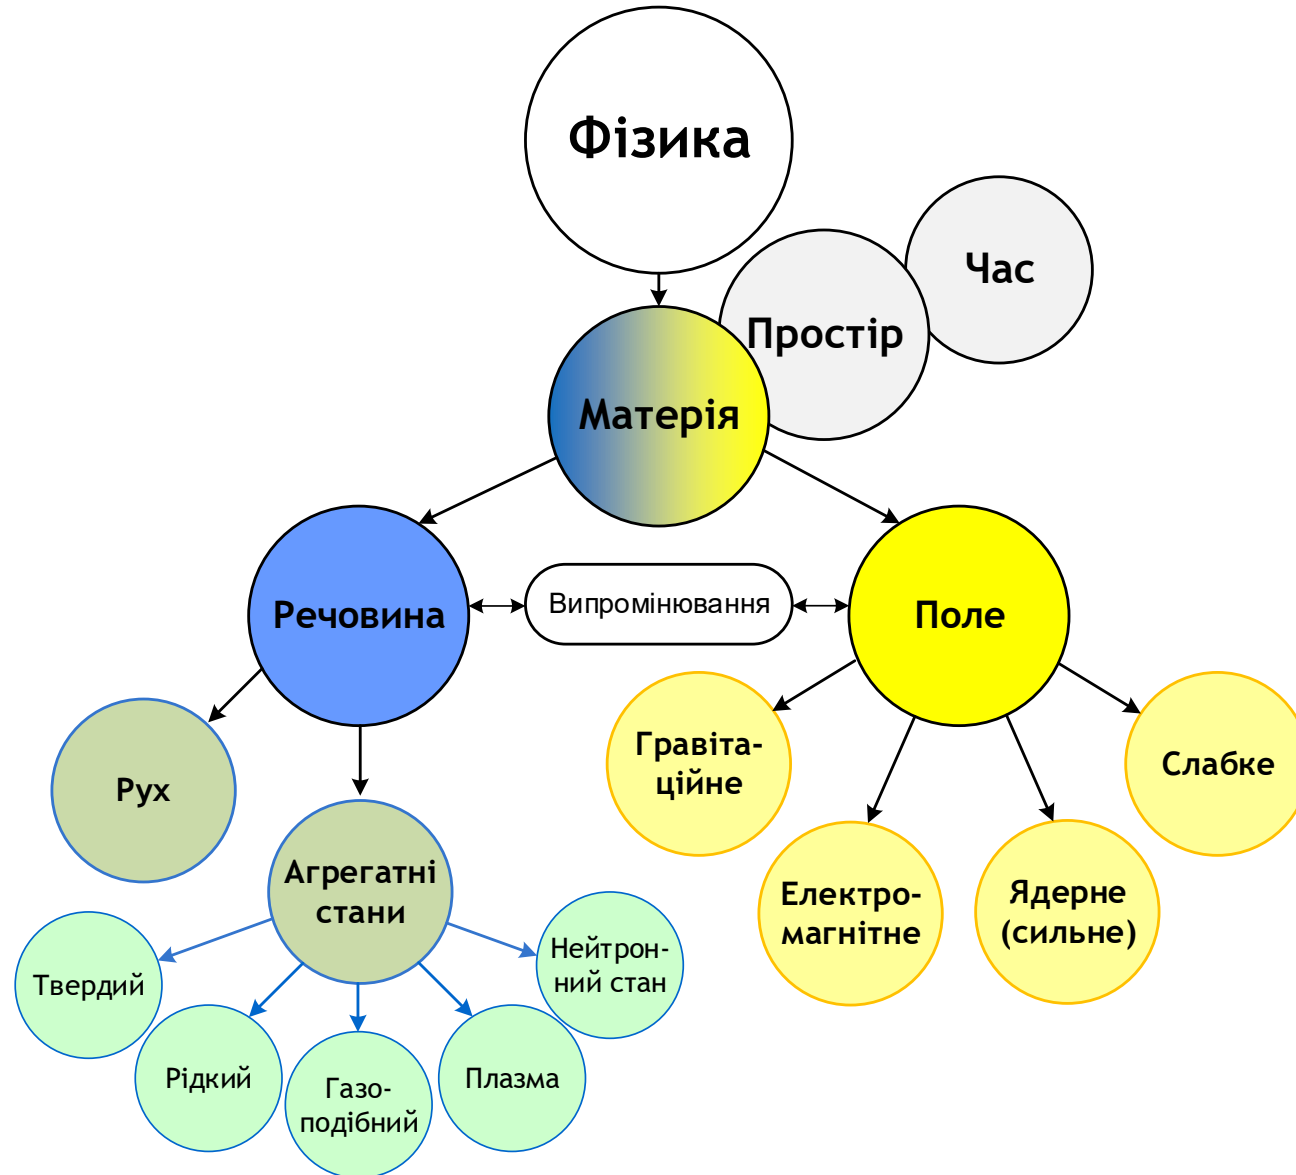 Фізика
Час
Простір
Матерія
Речовина
Випромінювання
Поле
Рух
Гравіта-
ційне
Слабке
Агрегатні
стани
Електро-
магнітне
Ядерне
(сильне)
Твердий
Рідкий
Газо-
подібний
Плазма
Нейтрон-
ний стан